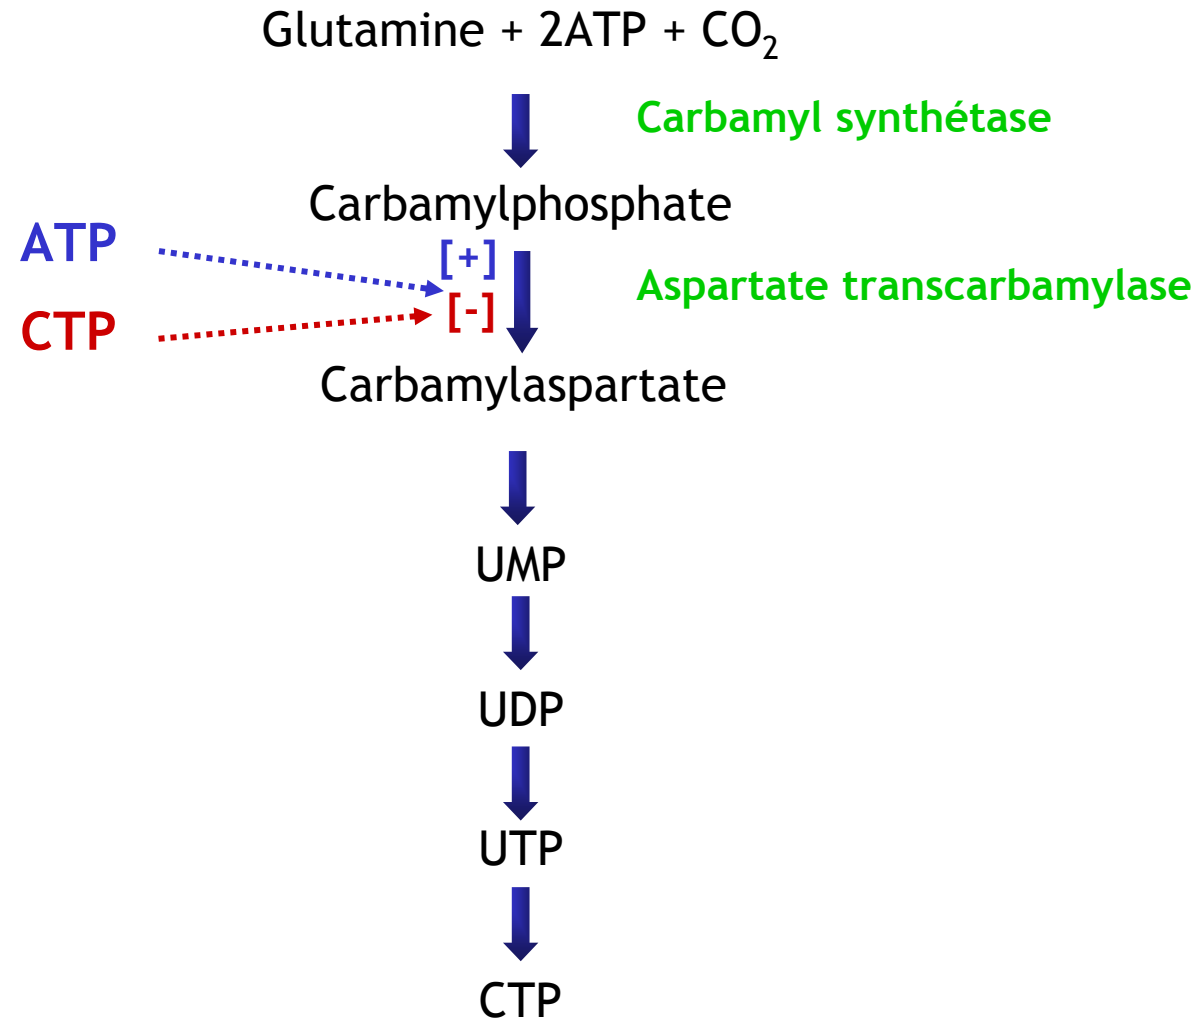 Glutamine + 2ATP + CO₂
Carbamyl synthétase
Carbamylphosphate
ATP
[+]
Aspartate transcarbamylase
CTP
[-]
Carbamylaspartate
UMP
UDP
UTP
CTP